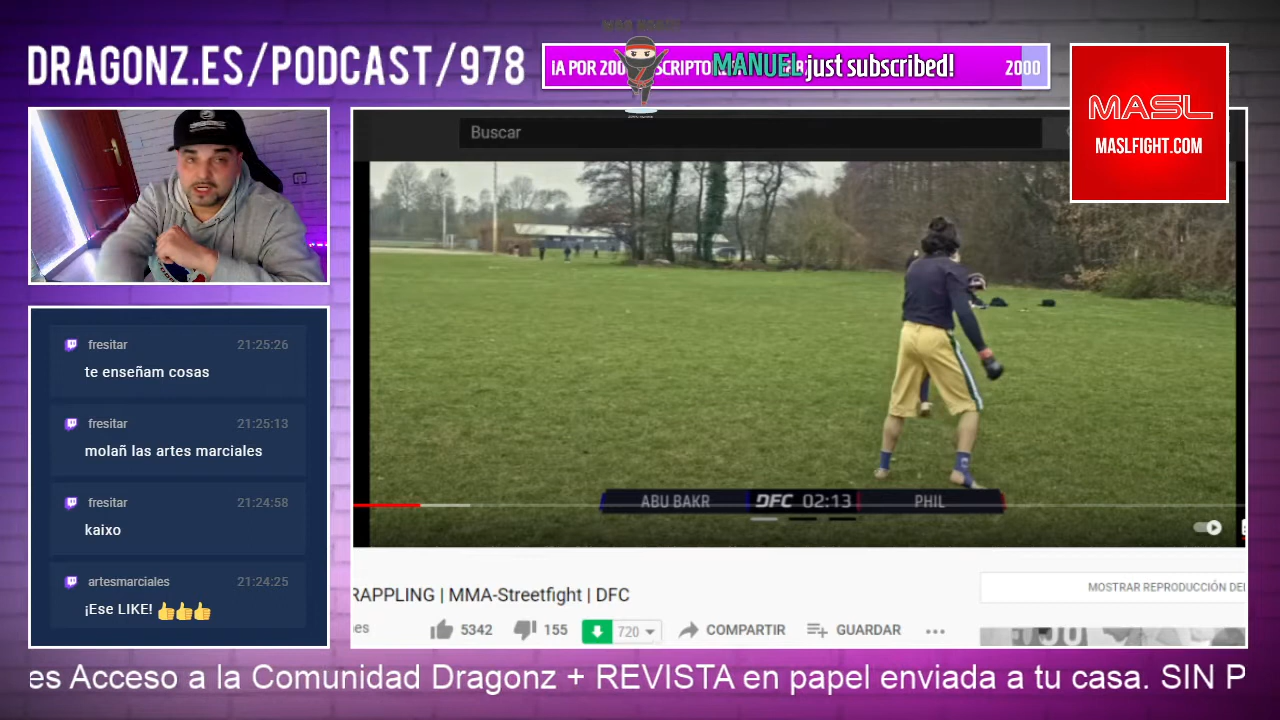 DRAGONZ.ES/PODCAST/978
IA POR 200
MANUEL just subscribed!
2000
MASL
MASLFIGHT.COM
Buscar
fresitar 21:25:26
te enseñam cosas
fresitar 21:25:13
molañ las artes marciales
fresitar 21:24:58
kaixo
artesmarciales 21:24:25
¡Ese LIKE! 👍👍👍
ABU BAKR DFC 02:13 PHIL
RAPPLING | MMA-Streetfight | DFC
MOSTRAR REPRODUCCIÓN DEL
nes 5342 155 720 COMPARTIR GUARDAR
es Acceso a la Comunidad Dragonz + REVISTA en papel enviada a tu casa. SIN P